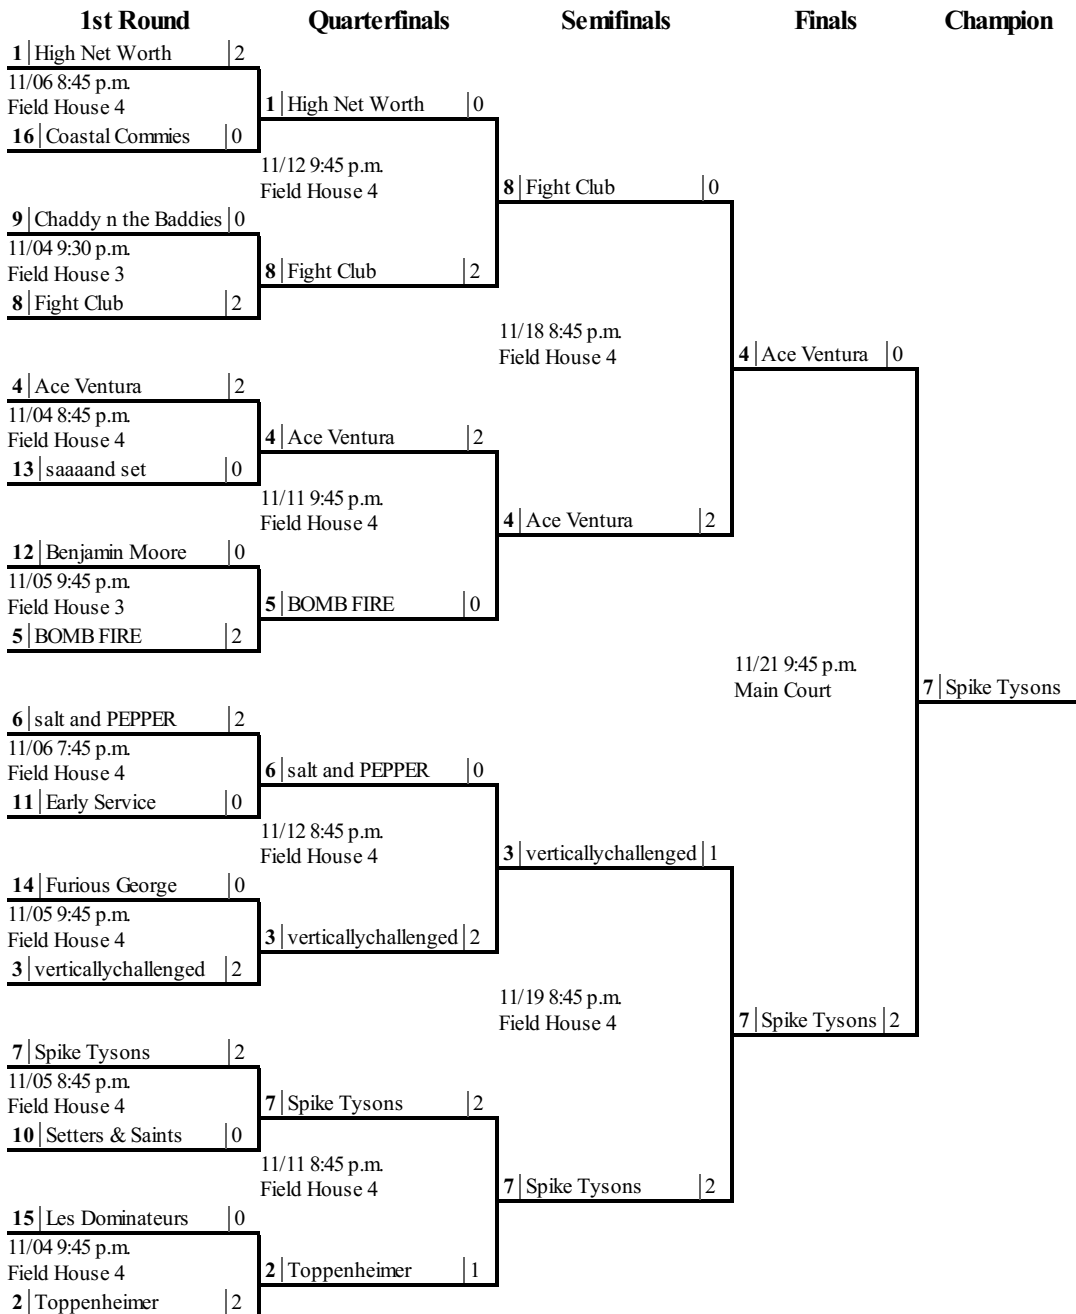 1st Round Quarterfinals Semifinals Finals Champion
1 High Net Worth 2
11/06 8:45 p.m.
Field House 4
16 Coastal Commies 0
9 Chaddy n the Baddies 0
11/04 9:30 p.m.
Field House 3
8 Fight Club 2
4 Ace Ventura 2
11/04 8:45 p.m.
Field House 4
13 saaaand set 0
12 Benjamin Moore 0
11/05 9:45 p.m.
Field House 3
5 BOMB FIRE 2
6 salt and PEPPER 2
11/06 7:45 p.m.
Field House 4
11 Early Service 0
14 Furious George 0
11/05 9:45 p.m.
Field House 4
3 verticallychallenged 2
7 Spike Tysons 2
11/05 8:45 p.m.
Field House 4
10 Setters & Saints 0
15 Les Dominateurs 0
11/04 9:45 p.m.
Field House 4
2 Toppenheimer 2
1 High Net Worth 0
11/12 9:45 p.m.
Field House 4
8 Fight Club 2
4 Ace Ventura 2
11/11 9:45 p.m.
Field House 4
5 BOMB FIRE 0
6 salt and PEPPER 0
11/12 8:45 p.m.
Field House 4
3 verticallychallenged 2
7 Spike Tysons 2
11/11 8:45 p.m.
Field House 4
2 Toppenheimer 1
8 Fight Club 0
11/18 8:45 p.m.
Field House 4
4 Ace Ventura 2
3 verticallychallenged 1
11/19 8:45 p.m.
Field House 4
7 Spike Tysons 2
4 Ace Ventura 0
11/21 9:45 p.m.
Main Court
7 Spike Tysons 2
7 Spike Tysons